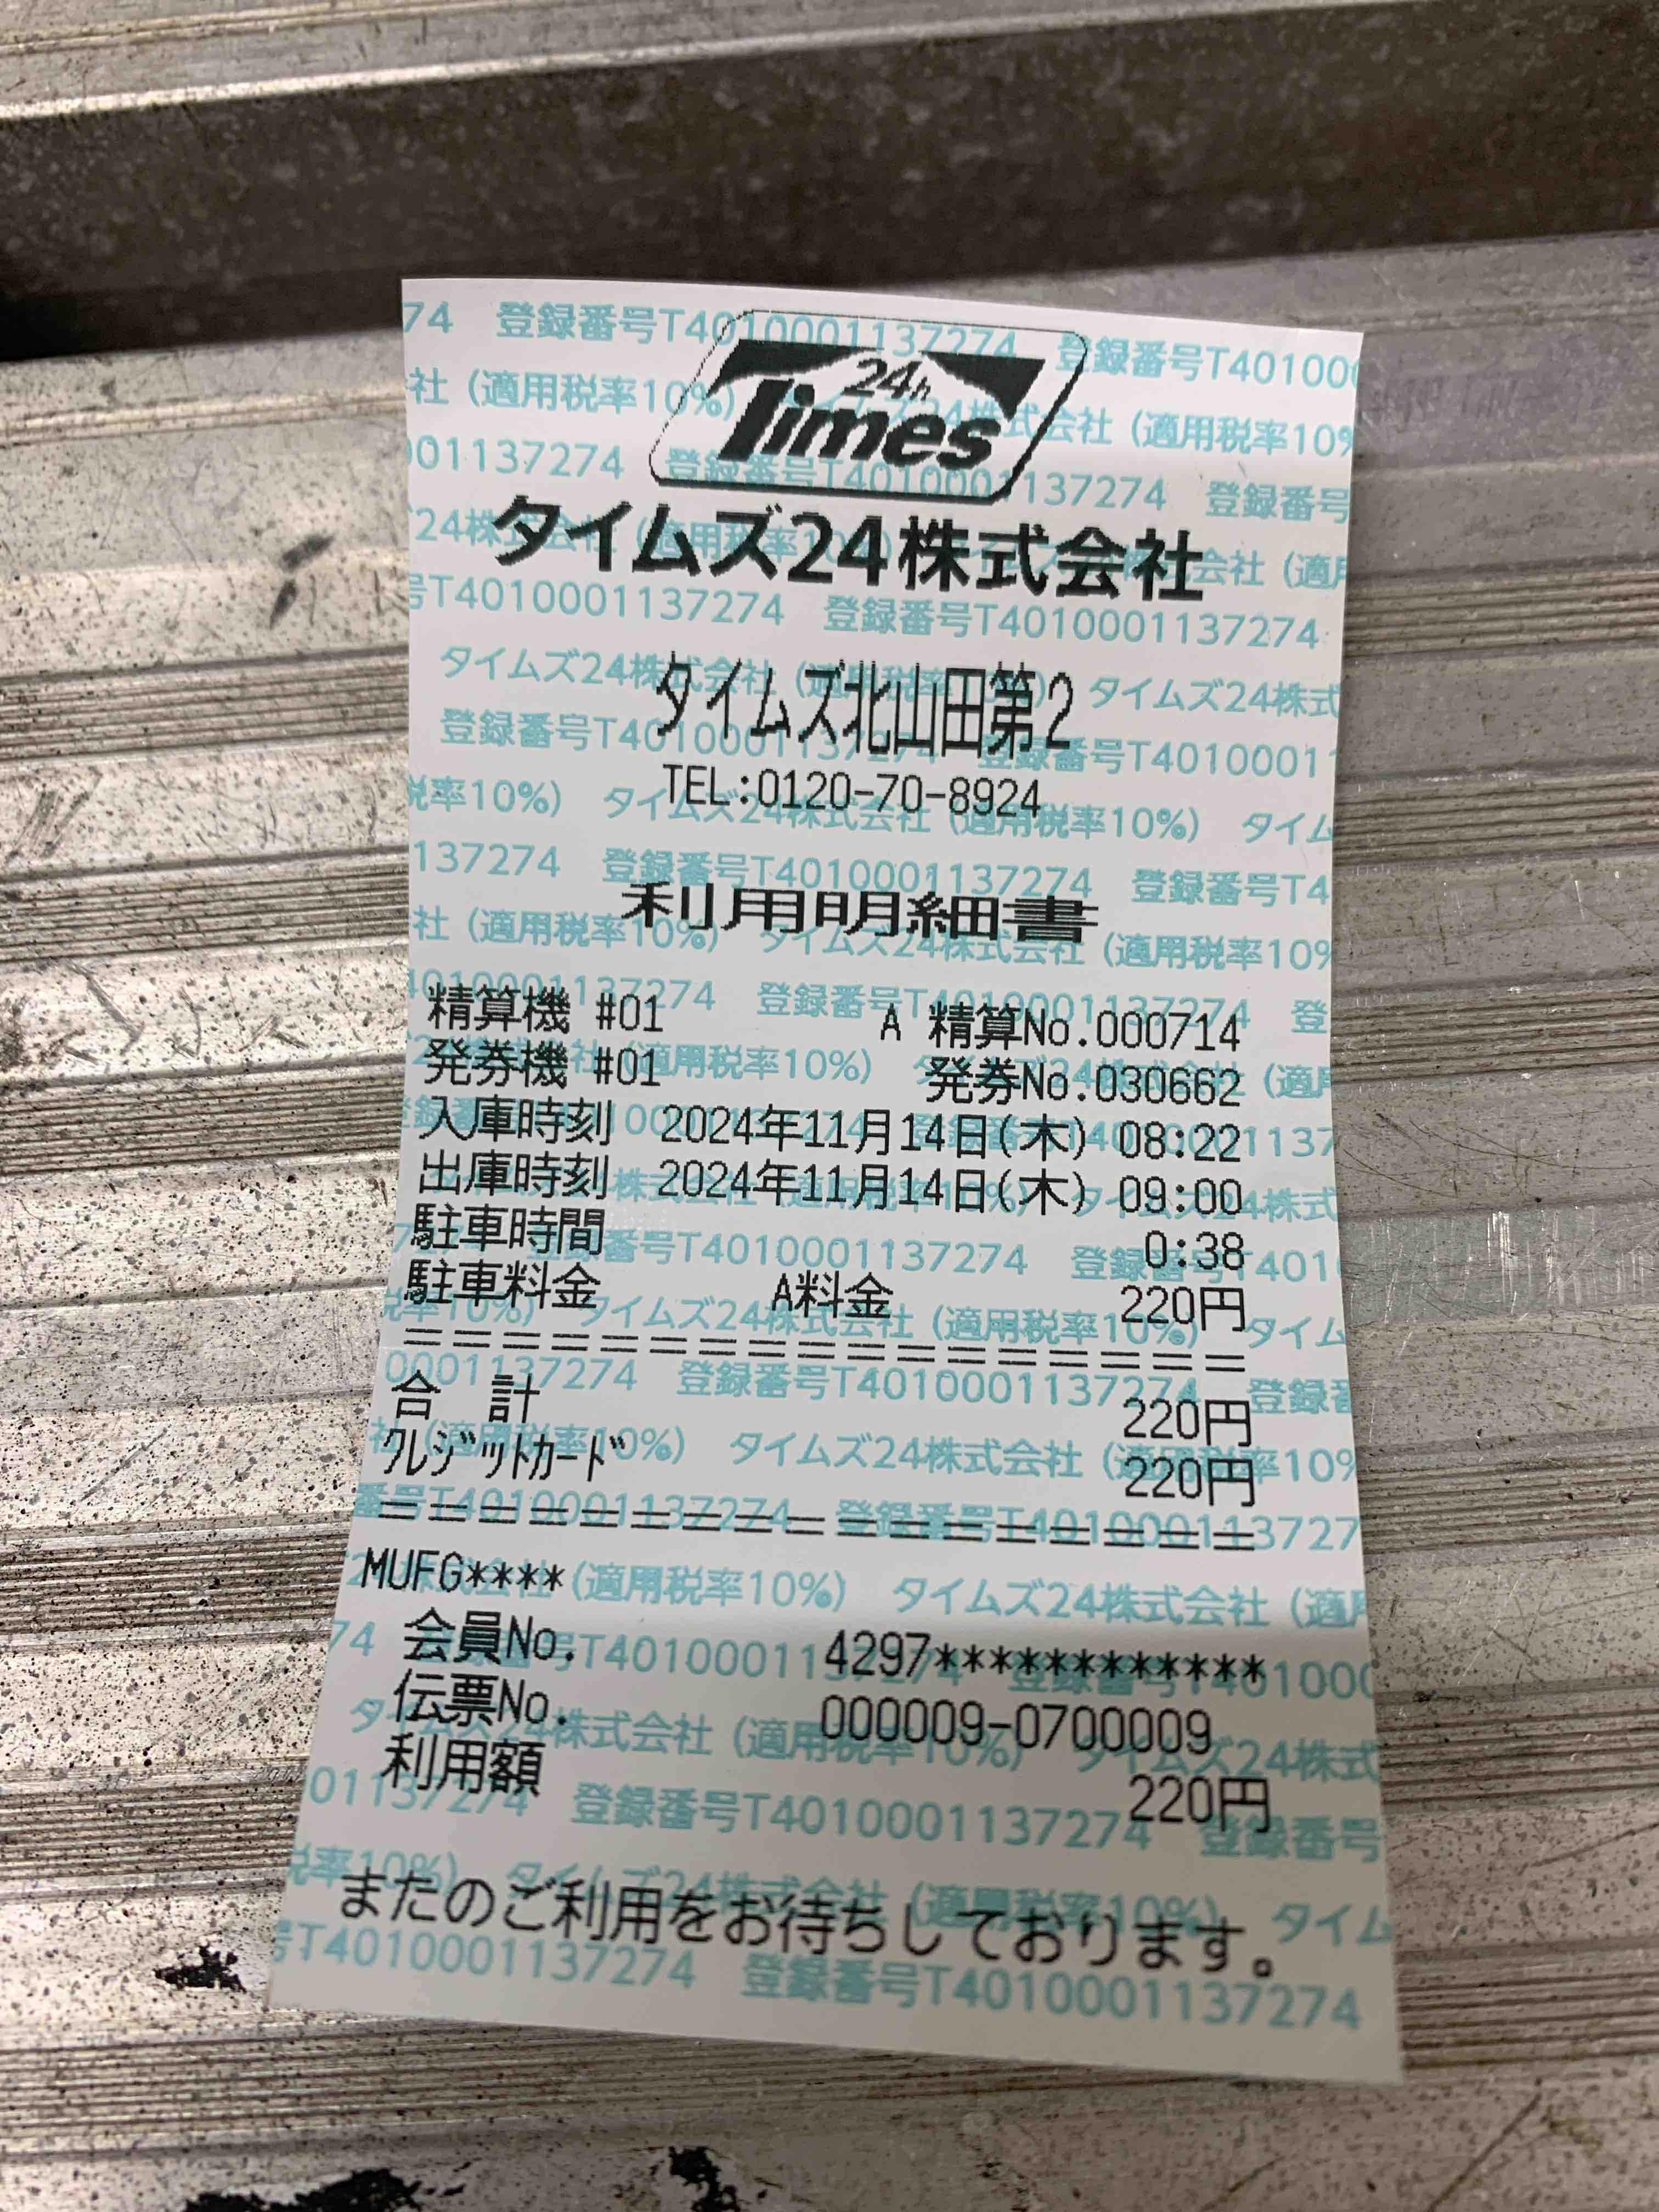 24h
Times
タイムズ24株式会社
タイムズ北山田第2
TEL:0120-70-8924
利用明細書
精算機 #01 A 精算No.000714
発券機 #01 発券No.030662
入庫時刻 2024年11月14日(木) 08:22
出庫時刻 2024年11月14日(木) 09:00
駐車時間 0:38
駐車料金 A料金 220円
====================
合 計 220円
クレジットカード 220円
====================
MUFG****
会員No. 4297************
伝票No. 000009-0700009
利用額 220円
またのご利用をお待ちしております。
登録番号T4010001137274
タイムズ24株式会社 (適用税率10%)